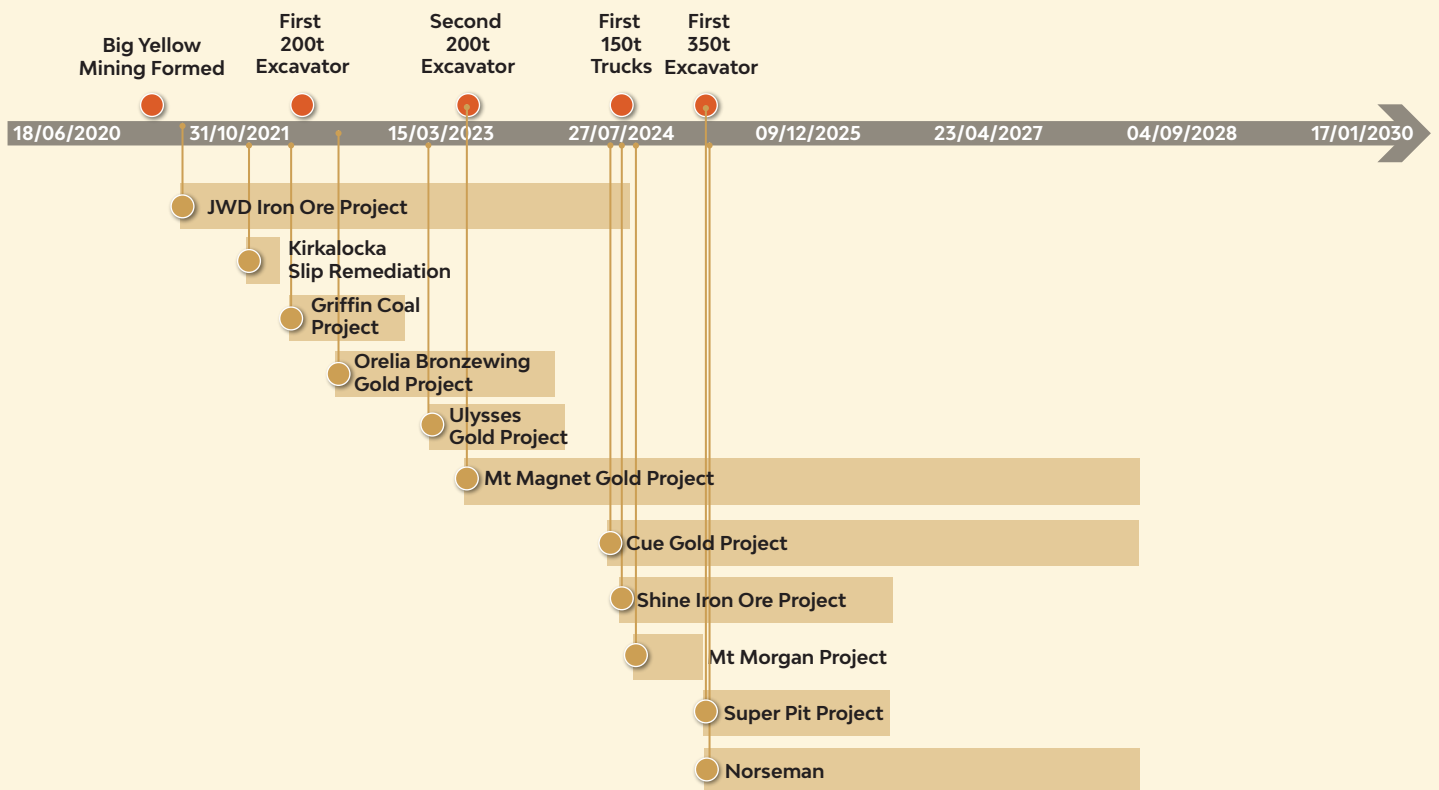 Big Yellow
Mining Formed
First
200t
Excavator
Second
200t
Excavator
First
150t
Trucks
First
350t
Excavator
18/06/2020
31/10/2021
15/03/2023
27/07/2024
09/12/2025
23/04/2027
04/09/2028
17/01/2030
JWD Iron Ore Project
Kirkalocka
Slip Remediation
Griffin Coal
Project
Orelia Bronzewing
Gold Project
Ulysses
Gold Project
Mt Magnet Gold Project
Cue Gold Project
Shine Iron Ore Project
Mt Morgan Project
Super Pit Project
Norseman